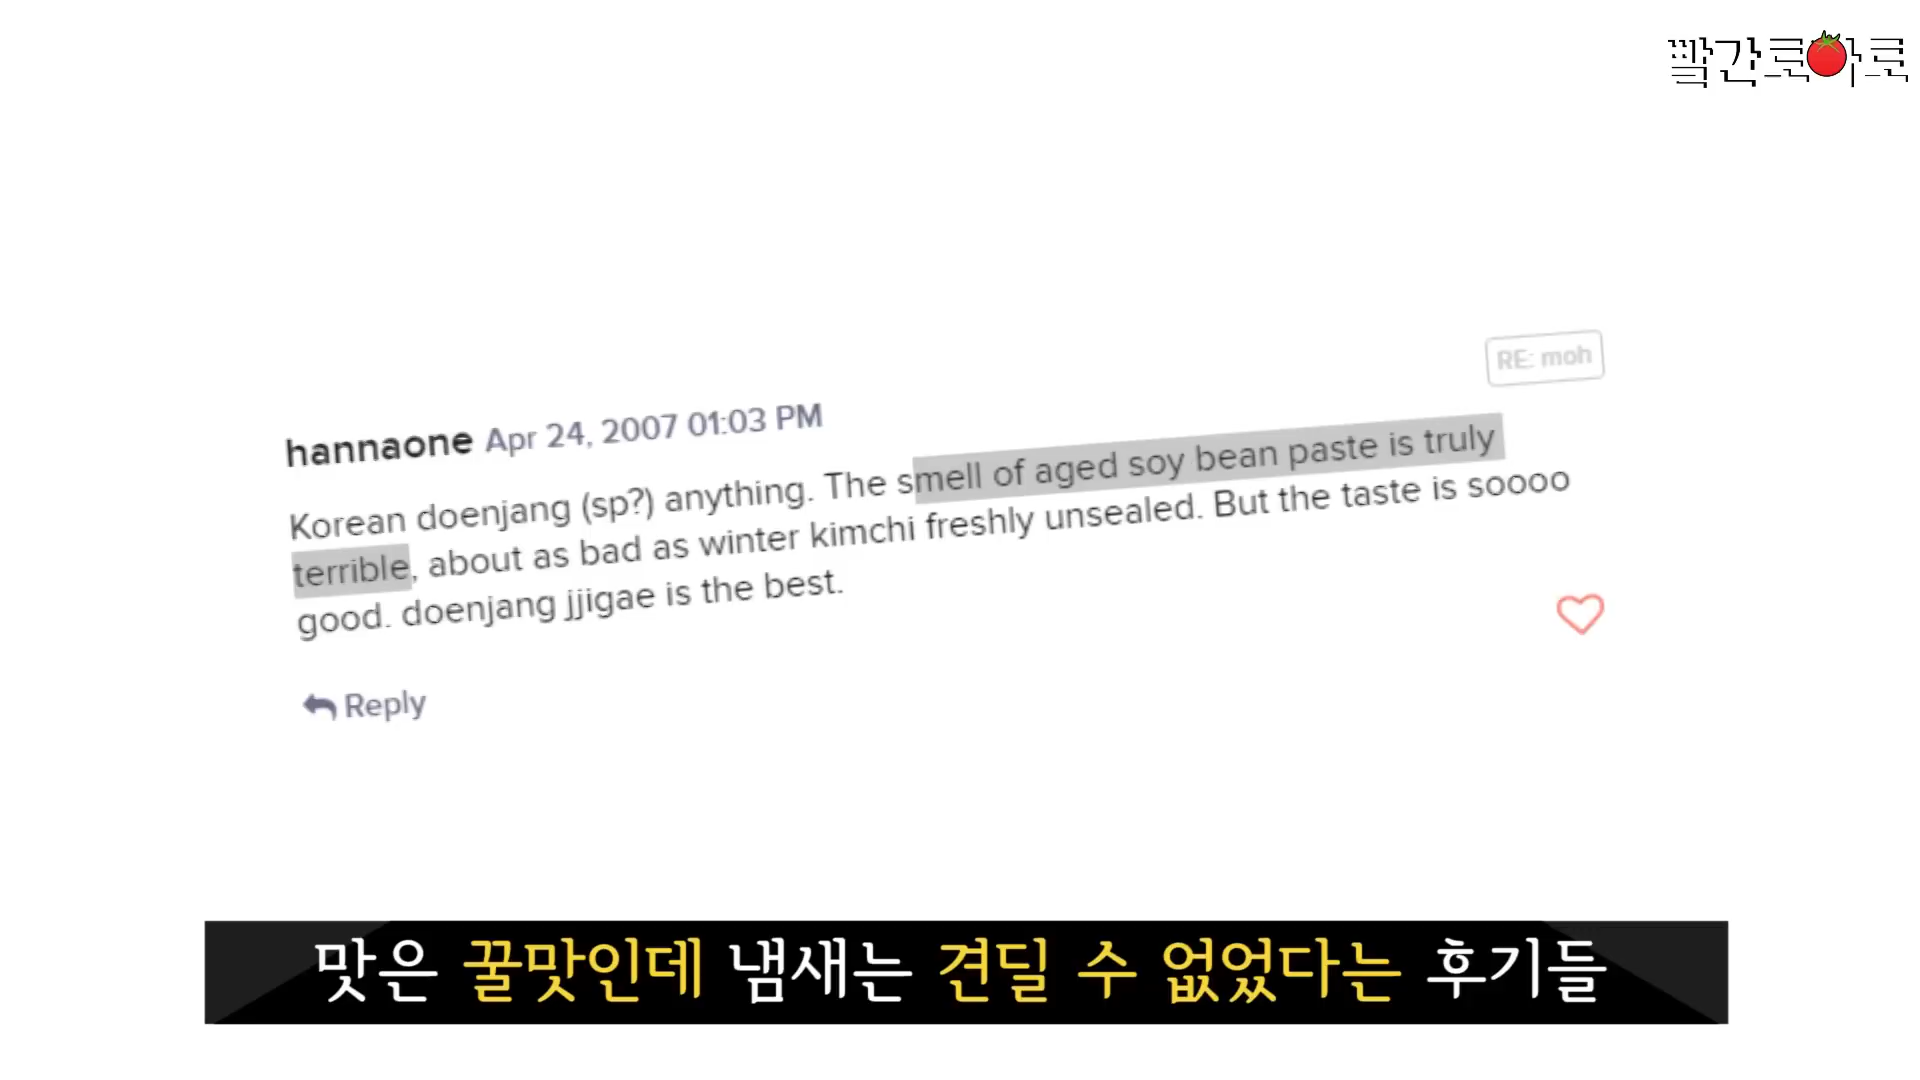 빨간토마토
RE: moh
hannaone Apr 24, 2007 01:03 PM
Korean doenjang (sp?) anything. The smell of aged soy bean paste is truly
terrible, about as bad as winter kimchi freshly unsealed. But the taste is soooo
good. doenjang jjigae is the best.
Reply
맛은 꿀맛인데 냄새는 견딜 수 없었다는 후기들